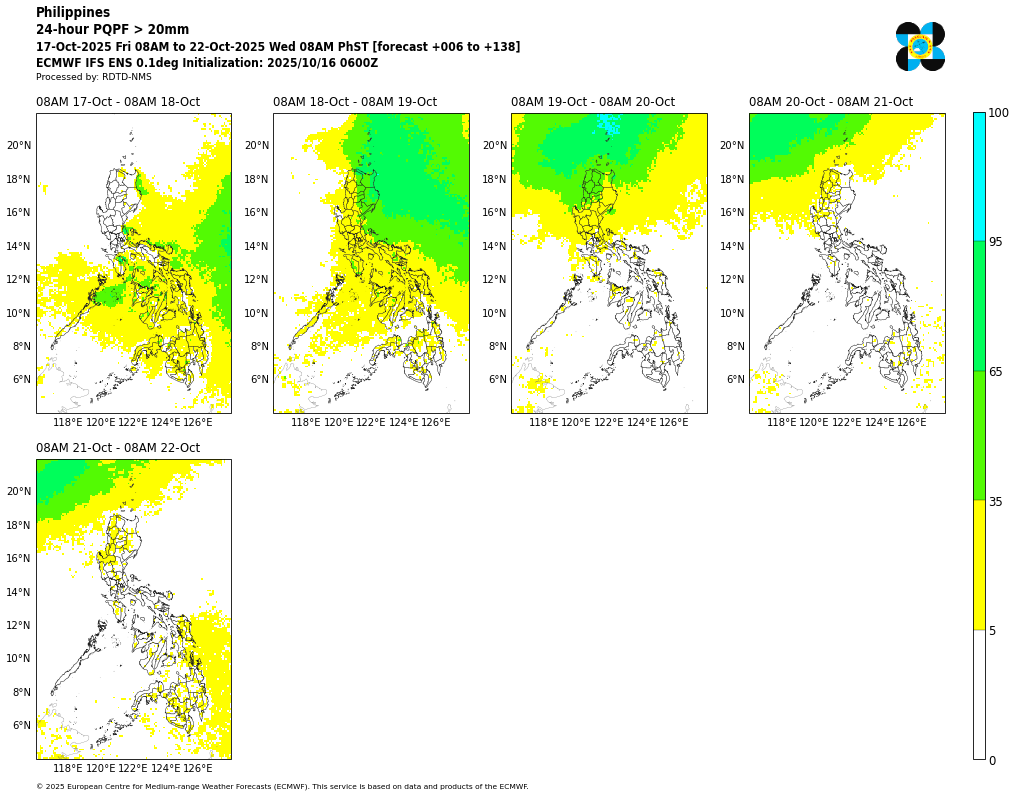 Philippines
24-hour PQPF > 20mm
17-Oct-2025 Fri 08AM to 22-Oct-2025 Wed 08AM PhST [forecast +006 to +138]
ECMWF IFS ENS 0.1deg Initialization: 2025/10/16 0600Z
Processed by: RDTD-NMS
08AM 17-Oct - 08AM 18-Oct
08AM 18-Oct - 08AM 19-Oct
08AM 19-Oct - 08AM 20-Oct
08AM 20-Oct - 08AM 21-Oct
20°N 20°N 20°N 20°N
18°N 18°N 18°N 18°N
16°N 16°N 16°N 16°N
14°N 14°N 14°N 14°N
12°N 12°N 12°N 12°N
10°N 10°N 10°N 10°N
8°N 8°N 8°N 8°N
6°N 6°N 6°N 6°N
118°E 120°E 122°E 124°E 126°E
118°E 120°E 122°E 124°E 126°E
118°E 120°E 122°E 124°E 126°E
118°E 120°E 122°E 124°E 126°E
100
95
65
35
5
0
08AM 21-Oct - 08AM 22-Oct
20°N
18°N
16°N
14°N
12°N
10°N
8°N
6°N
118°E 120°E 122°E 124°E 126°E
© 2025 European Centre for Medium-range Weather Forecasts (ECMWF). This service is based on data and products of the ECMWF.